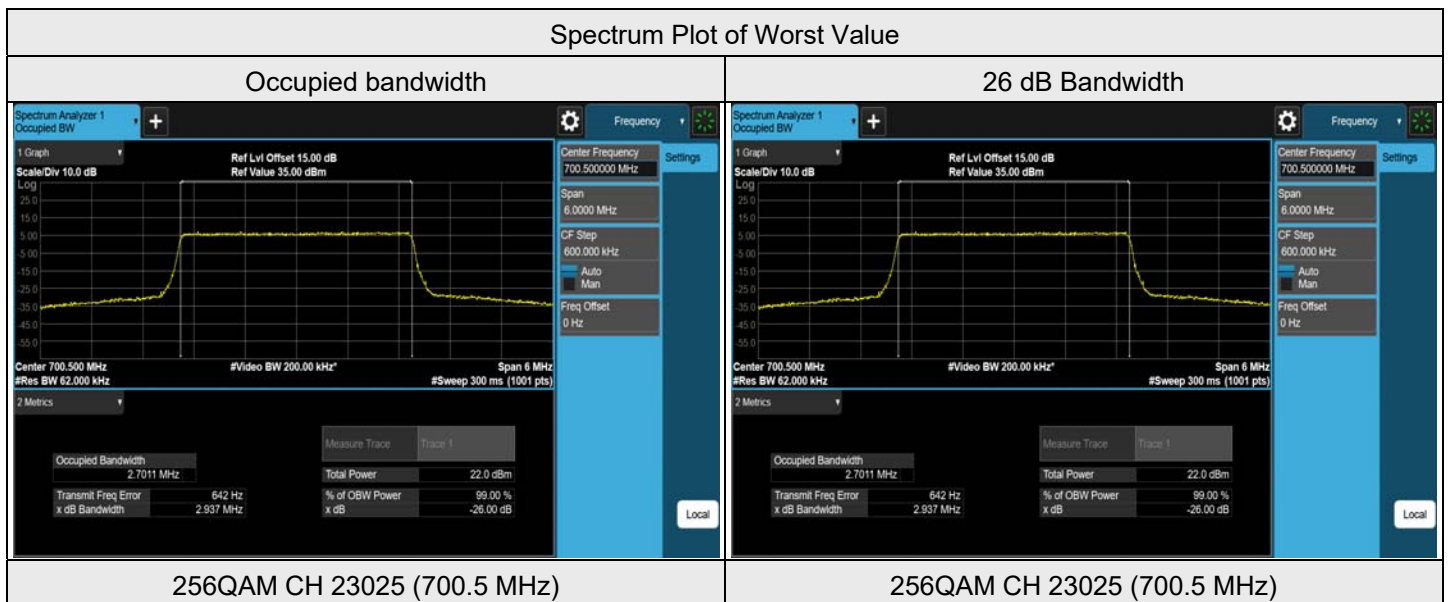 Spectrum Plot of Worst Value
Occupied bandwidth
26 dB Bandwidth
Spectrum Analyzer 1
Occupied BW
+
Frequency
1 Graph
Scale/Div 10.0 dB
Ref Lvl Offset 15.00 dB
Ref Value 35.00 dBm
Log
25.0
15.0
5.00
-5.00
-15.0
-25.0
-35.0
-45.0
-55.0
Center 700.500 MHz
#Res BW 62.000 kHz
#Video BW 200.00 kHz*
Span 6 MHz
#Sweep 300 ms (1001 pts)
Center Frequency
700.500000 MHz
Settings
Span
6.0000 MHz
CF Step
600.000 kHz
Auto
Man
Freq Offset
0 Hz
Local
2 Metrics
Measure Trace Trace 1
Occupied Bandwidth
2.7011 MHz
Total Power 22.0 dBm
Transmit Freq Error 642 Hz
% of OBW Power 99.00 %
x dB Bandwidth 2.937 MHz
x dB -26.00 dB
Spectrum Analyzer 1
Occupied BW
+
Frequency
1 Graph
Scale/Div 10.0 dB
Ref Lvl Offset 15.00 dB
Ref Value 35.00 dBm
Log
25.0
15.0
5.00
-5.00
-15.0
-25.0
-35.0
-45.0
-55.0
Center 700.500 MHz
#Res BW 62.000 kHz
#Video BW 200.00 kHz*
Span 6 MHz
#Sweep 300 ms (1001 pts)
Center Frequency
700.500000 MHz
Settings
Span
6.0000 MHz
CF Step
600.000 kHz
Auto
Man
Freq Offset
0 Hz
Local
2 Metrics
Measure Trace Trace 1
Occupied Bandwidth
2.7011 MHz
Total Power 22.0 dBm
Transmit Freq Error 642 Hz
% of OBW Power 99.00 %
x dB Bandwidth 2.937 MHz
x dB -26.00 dB
256QAM CH 23025 (700.5 MHz)
256QAM CH 23025 (700.5 MHz)